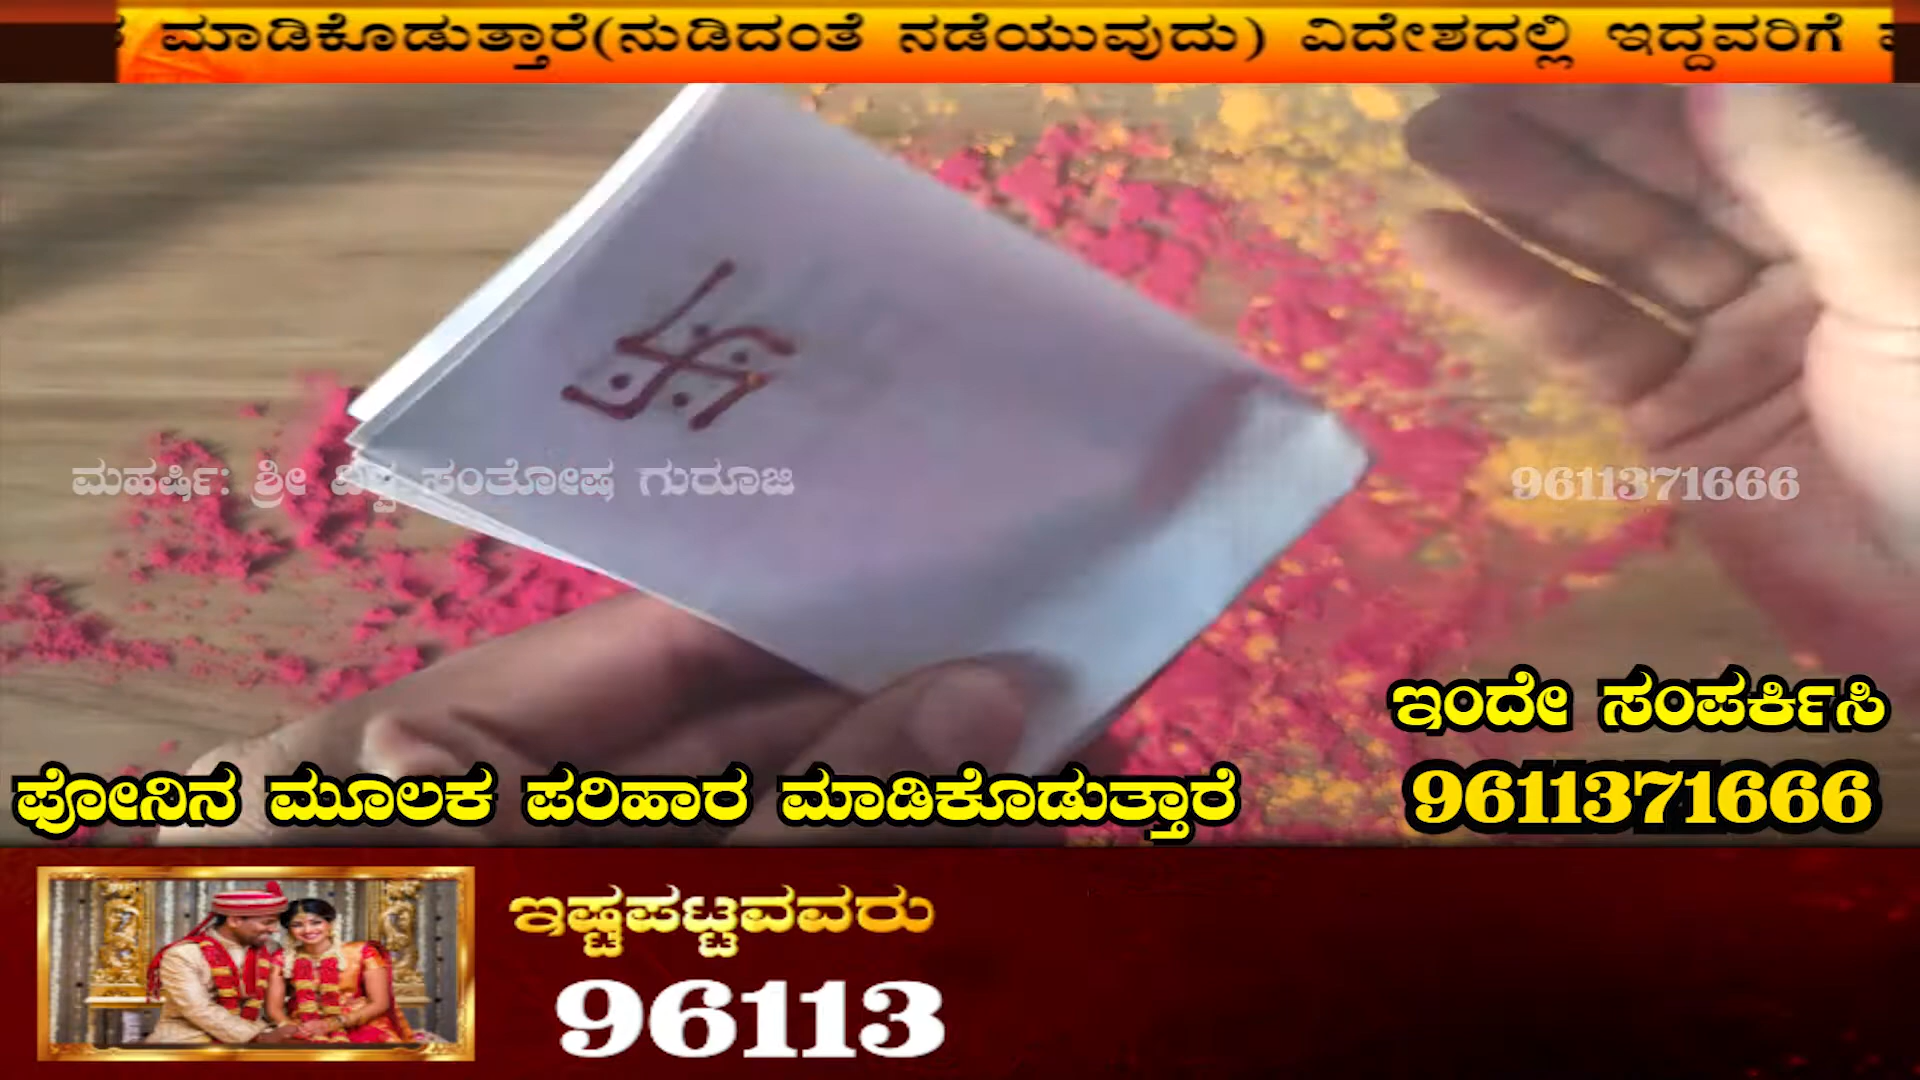 ಮಾಡಿಕೊಡುತ್ತಾರೆ(ನುಡಿದಂತೆ ನಡೆಯುವುದು) ವಿದೇಶದಲ್ಲಿ ಇದ್ದವರಿಗೆ
ಮಹರ್ಷಿ: ಶ್ರೀ ವಿಶ್ವ ಸಂತೋಷ ಗುರೂಜಿ
9611371666
ಇಂದೇ ಸಂಪರ್ಕಿಸಿ
ಫೋನಿನ ಮೂಲಕ ಪರಿಹಾರ ಮಾಡಿಕೊಡುತ್ತಾರೆ
9611371666
ಇಷ್ಟಪಟ್ಟವವರು
96113